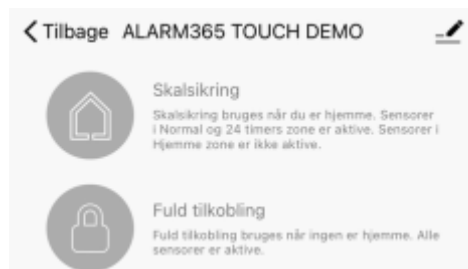 Tilbage ALARM365 TOUCH DEMO
Skalsikring
Skalsikring bruges når du er hjemme. Sensorer
i Normal og 24 timers zone er aktive. Sensorer i
Hjemme zone er ikke aktive.
Fuld tilkobling
Fuld tilkobling bruges når ingen er hjemme. Alle
sensorer er aktive.